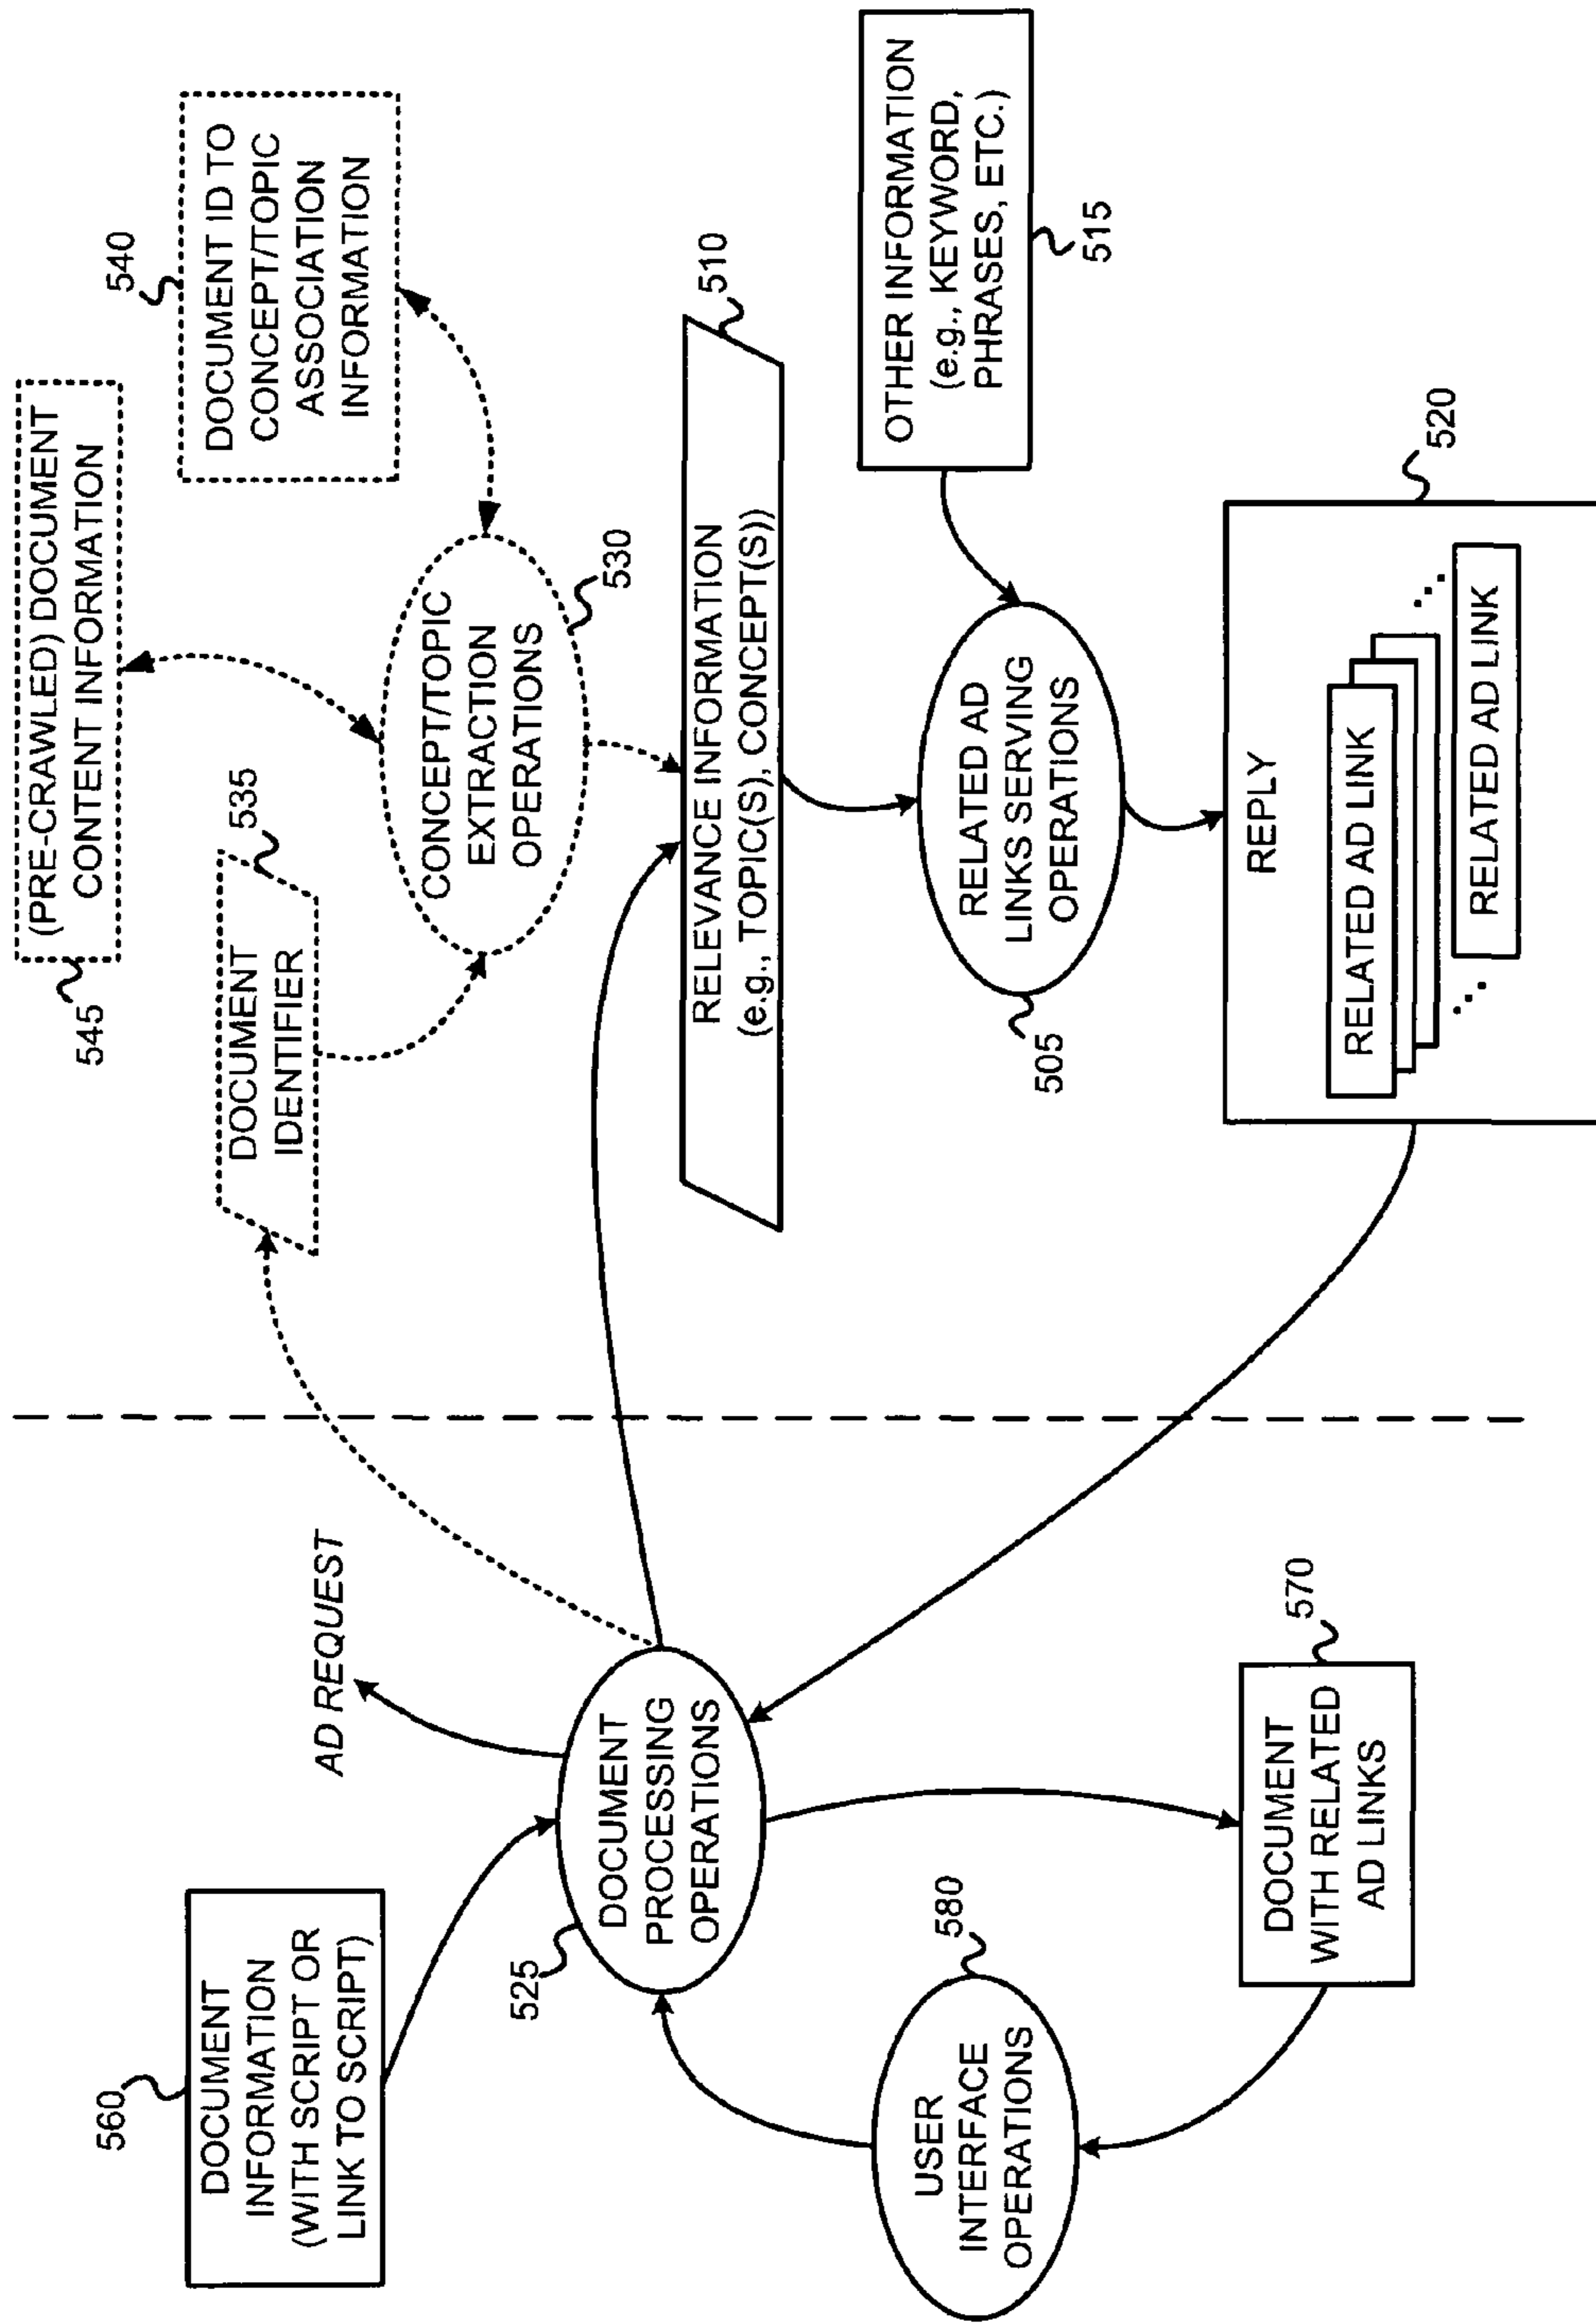 560
DOCUMENT
INFORMATION
(WITH SCRIPT OR
LINK TO SCRIPT)
AD REQUEST
525
DOCUMENT
PROCESSING
OPERATIONS
580
USER
INTERFACE
OPERATIONS
570
DOCUMENT
WITH RELATED
AD LINKS
545
(PRE-CRAWLED) DOCUMENT
CONTENT INFORMATION
535
DOCUMENT
IDENTIFIER
540
DOCUMENT ID TO
CONCEPT/TOPIC
ASSOCIATION
INFORMATION
CONCEPT/TOPIC
EXTRACTION
OPERATIONS
530
510
RELEVANCE INFORMATION
(e.g., TOPIC(S), CONCEPT(S))
OTHER INFORMATION
(e.g., KEYWORD,
PHRASES, ETC.)
515
RELATED AD
LINKS SERVING
OPERATIONS
505
520
REPLY
RELATED AD LINK
RELATED AD LINK